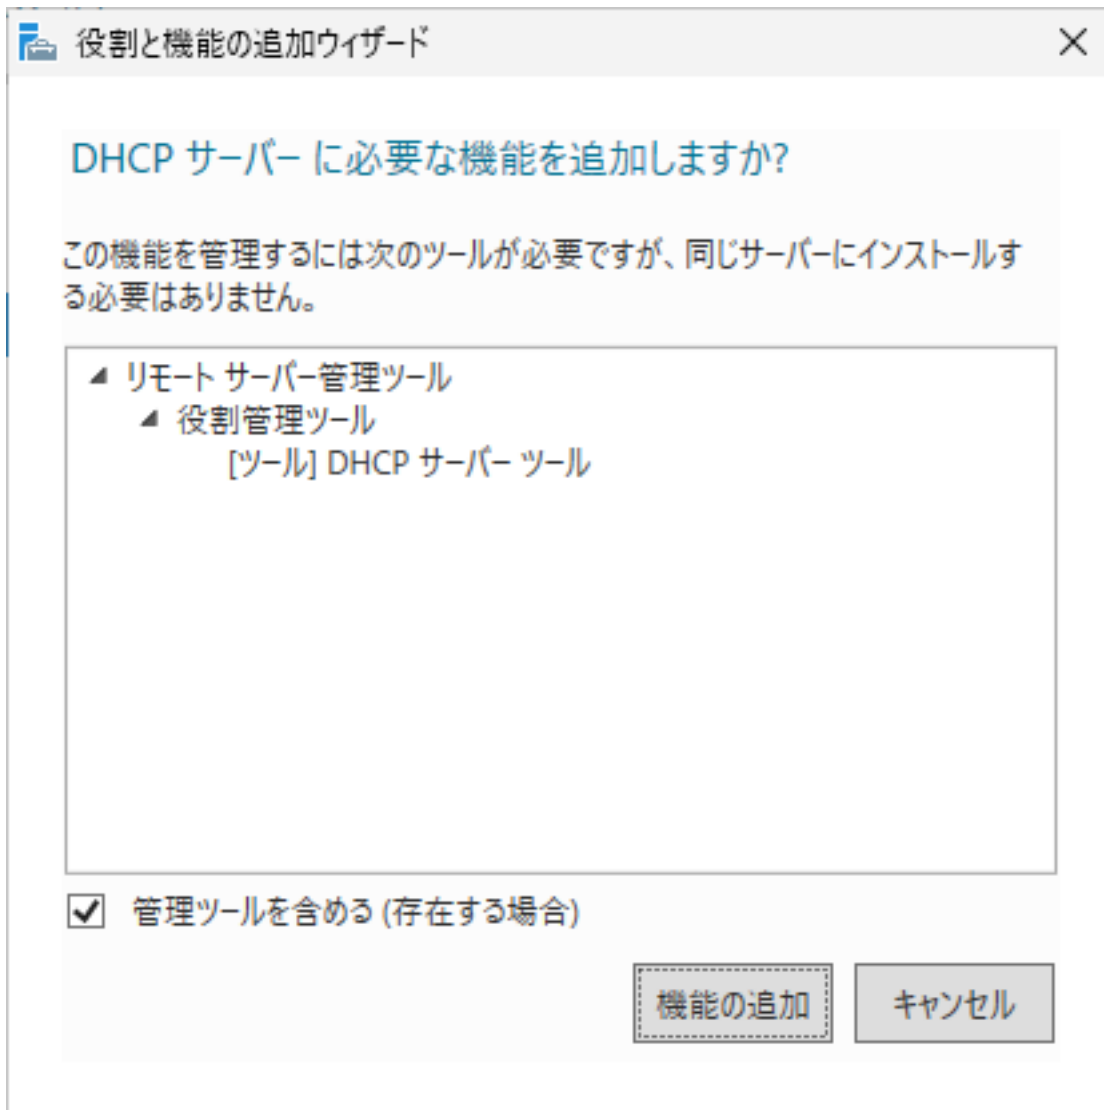 役割と機能の追加ウィザード
DHCP サーバー に必要な機能を追加しますか?
この機能を管理するには次のツールが必要ですが、同じサーバーにインストールす
る必要はありません。
リモート サーバー管理ツール
役割管理ツール
[ツール] DHCP サーバー ツール
管理ツールを含める (存在する場合)
機能の追加
キャンセル